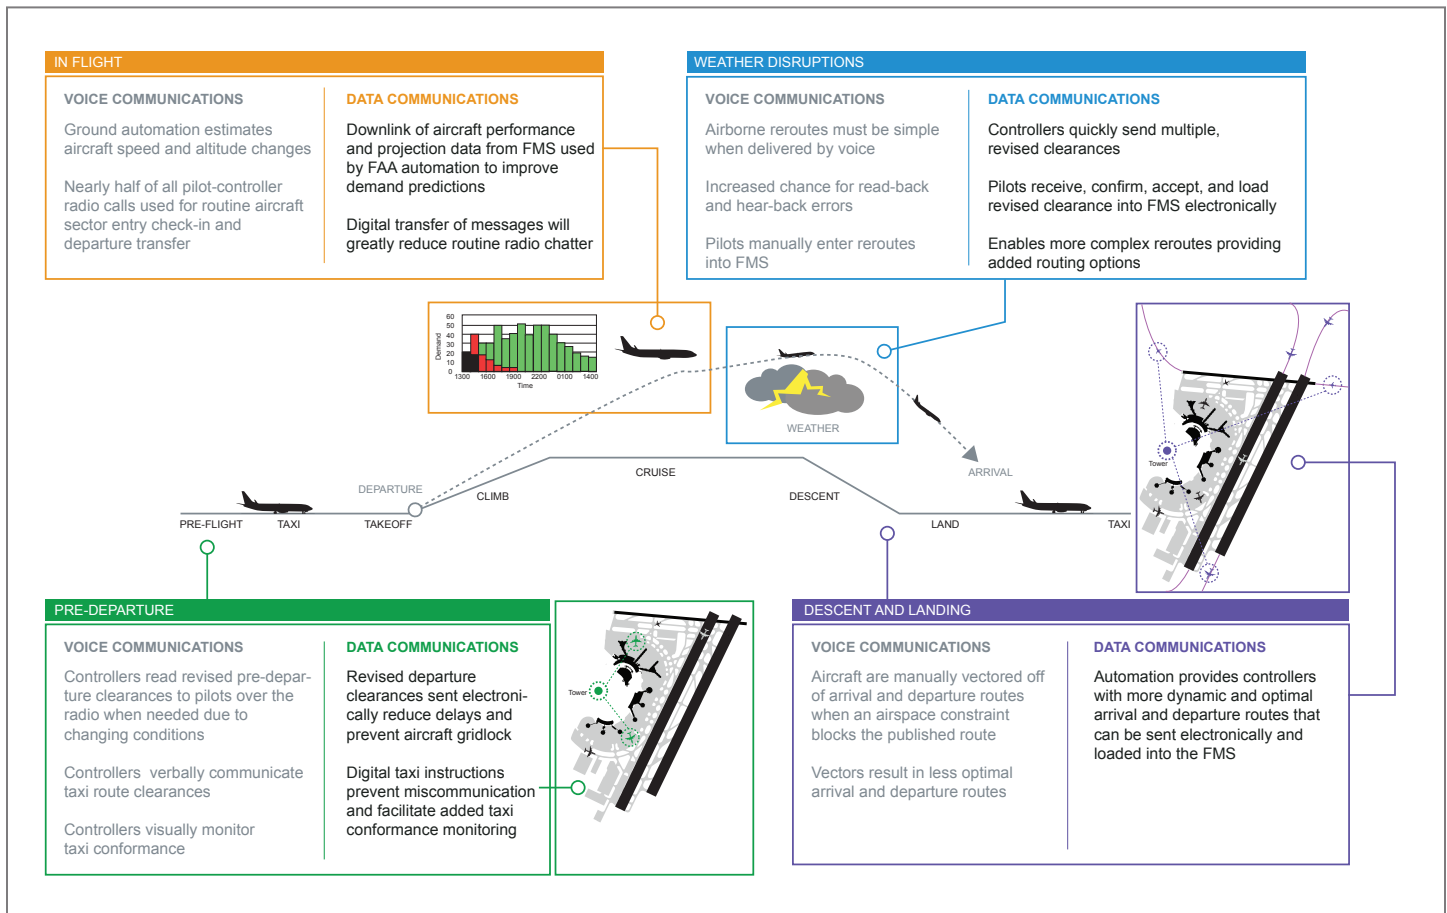 IN FLIGHT
VOICE COMMUNICATIONS
Ground automation estimates
aircraft speed and altitude changes
Nearly half of all pilot-controller
radio calls used for routine aircraft
sector entry check-in and
departure transfer
DATA COMMUNICATIONS
Downlink of aircraft performance
and projection data from FMS used
by FAA automation to improve
demand predictions
Digital transfer of messages will
greatly reduce routine radio chatter
WEATHER DISRUPTIONS
VOICE COMMUNICATIONS
Airborne reroutes must be simple
when delivered by voice
Increased chance for read-back
and hear-back errors
Pilots manually enter reroutes
into FMS
DATA COMMUNICATIONS
Controllers quickly send multiple,
revised clearances
Pilots receive, confirm, accept, and load
revised clearance into FMS electronically
Enables more complex reroutes providing
added routing options
Demand
60
50
40
30
20
10
0
1300 1600 1900 2200 0100 1400
Time
WEATHER
Tower
DEPARTURE
ARRIVAL
PRE-FLIGHT
TAXI
TAKEOFF
CLIMB
CRUISE
DESCENT
LAND
TAXI
PRE-DEPARTURE
VOICE COMMUNICATIONS
Controllers read revised pre-depar-
ture clearances to pilots over the
radio when needed due to
changing conditions
Controllers verbally communicate
taxi route clearances
Controllers visually monitor
taxi conformance
DATA COMMUNICATIONS
Revised departure
clearances sent electroni-
cally reduce delays and
prevent aircraft gridlock
Digital taxi instructions
prevent miscommunication
and facilitate added taxi
conformance monitoring
Tower
DESCENT AND LANDING
VOICE COMMUNICATIONS
Aircraft are manually vectored off
of arrival and departure routes
when an airspace constraint
blocks the published route
Vectors result in less optimal
arrival and departure routes
DATA COMMUNICATIONS
Automation provides controllers
with more dynamic and optimal
arrival and departure routes that
can be sent electronically and
loaded into the FMS